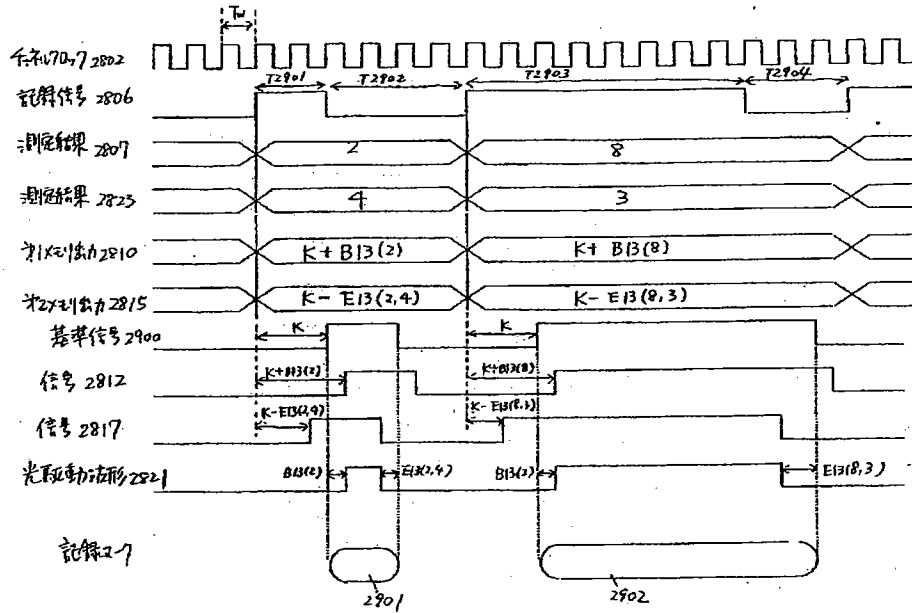 Tw
チャネルクロック 2802
T2901 T2902 T2903 T2904
記録信号 2806
測定結果 2807 2 8
測定結果 2823 4 3
オ1メモリ出力 2810 K+B13(2) K+B13(8)
オ2メモリ出力 2815 K-E13(2,4) K-E13(8,3)
基準信号 2900 K K
信号 2812 K+B13(2) K+B13(8)
信号 2817 K-E13(2,4) K-E13(8,3)
光駆動波形 2821 B13(2) E13(2,4) B13(2) E13(8,3)
記録マーク
2901 2902